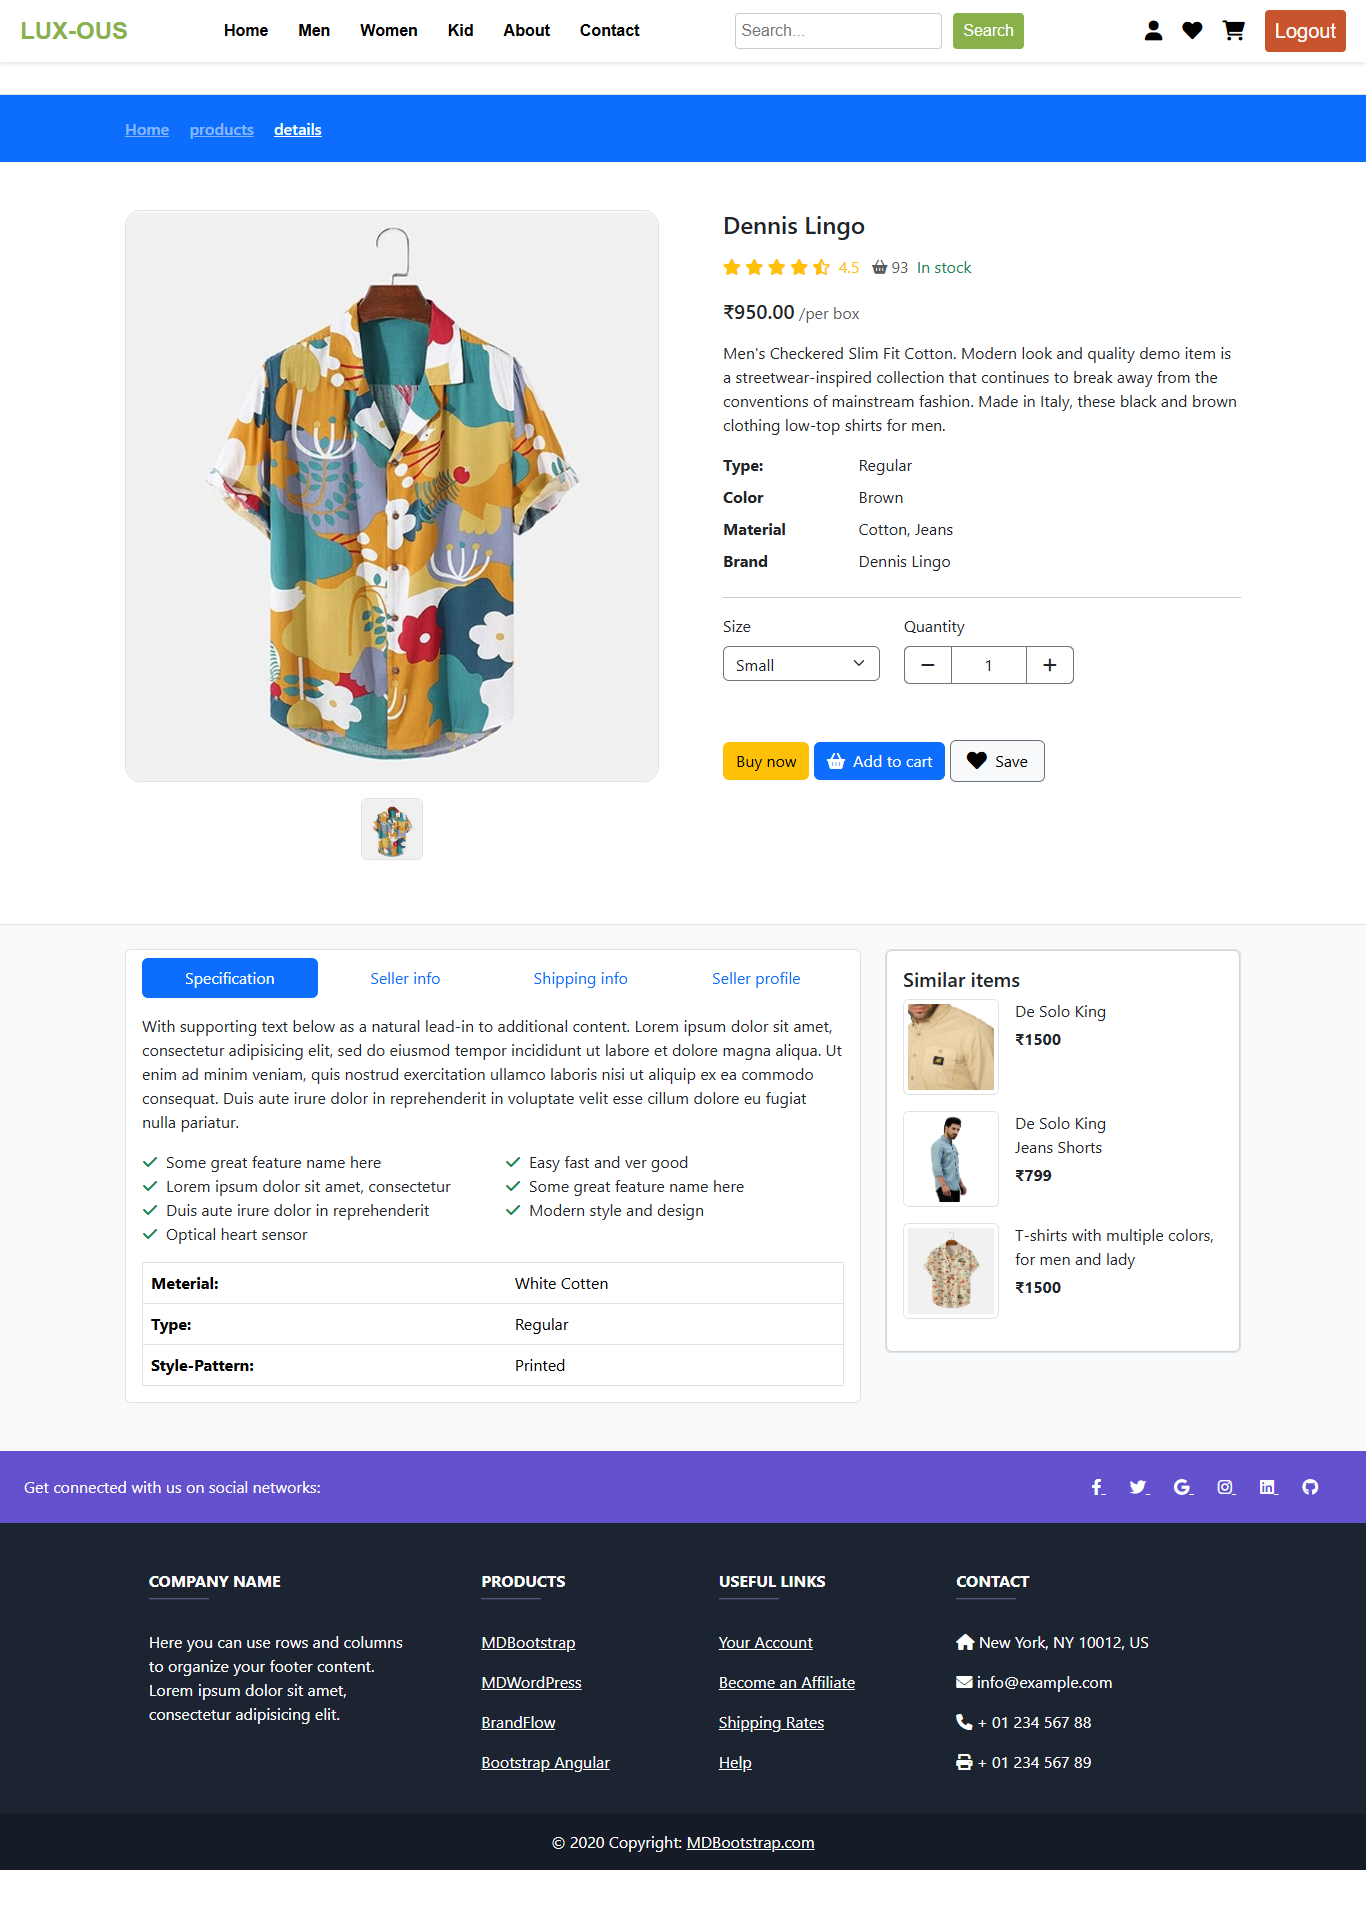 LUX-OUS
Home Men Women Kid About Contact
Search...
Search
Logout
Home products details
Dennis Lingo
4.5 93 In stock
₹950.00 /per box
Men's Checkered Slim Fit Cotton. Modern look and quality demo item is
a streetwear-inspired collection that continues to break away from the
conventions of mainstream fashion. Made in Italy, these black and brown
clothing low-top shirts for men.
Type: Regular
Color Brown
Material Cotton, Jeans
Brand Dennis Lingo
Size Quantity
Small 1
Buy now Add to cart Save
Specification Seller info Shipping info Seller profile
With supporting text below as a natural lead-in to additional content. Lorem ipsum dolor sit amet,
consectetur adipisicing elit, sed do eiusmod tempor incididunt ut labore et dolore magna aliqua. Ut
enim ad minim veniam, quis nostrud exercitation ullamco laboris nisi ut aliquip ex ea commodo
consequat. Duis aute irure dolor in reprehenderit in voluptate velit esse cillum dolore eu fugiat
nulla pariatur.
Some great feature name here
Lorem ipsum dolor sit amet, consectetur
Duis aute irure dolor in reprehenderit
Optical heart sensor
Easy fast and ver good
Some great feature name here
Modern style and design
Meterial: White Cotten
Type: Regular
Style-Pattern: Printed
Similar items
De Solo King
₹1500
De Solo King
Jeans Shorts
₹799
T-shirts with multiple colors,
for men and lady
₹1500
Get connected with us on social networks:
COMPANY NAME
Here you can use rows and columns
to organize your footer content.
Lorem ipsum dolor sit amet,
consectetur adipisicing elit.
PRODUCTS
MDBootstrap
MDWordPress
BrandFlow
Bootstrap Angular
USEFUL LINKS
Your Account
Become an Affiliate
Shipping Rates
Help
CONTACT
New York, NY 10012, US
info@example.com
+ 01 234 567 88
+ 01 234 567 89
© 2020 Copyright: MDBootstrap.com